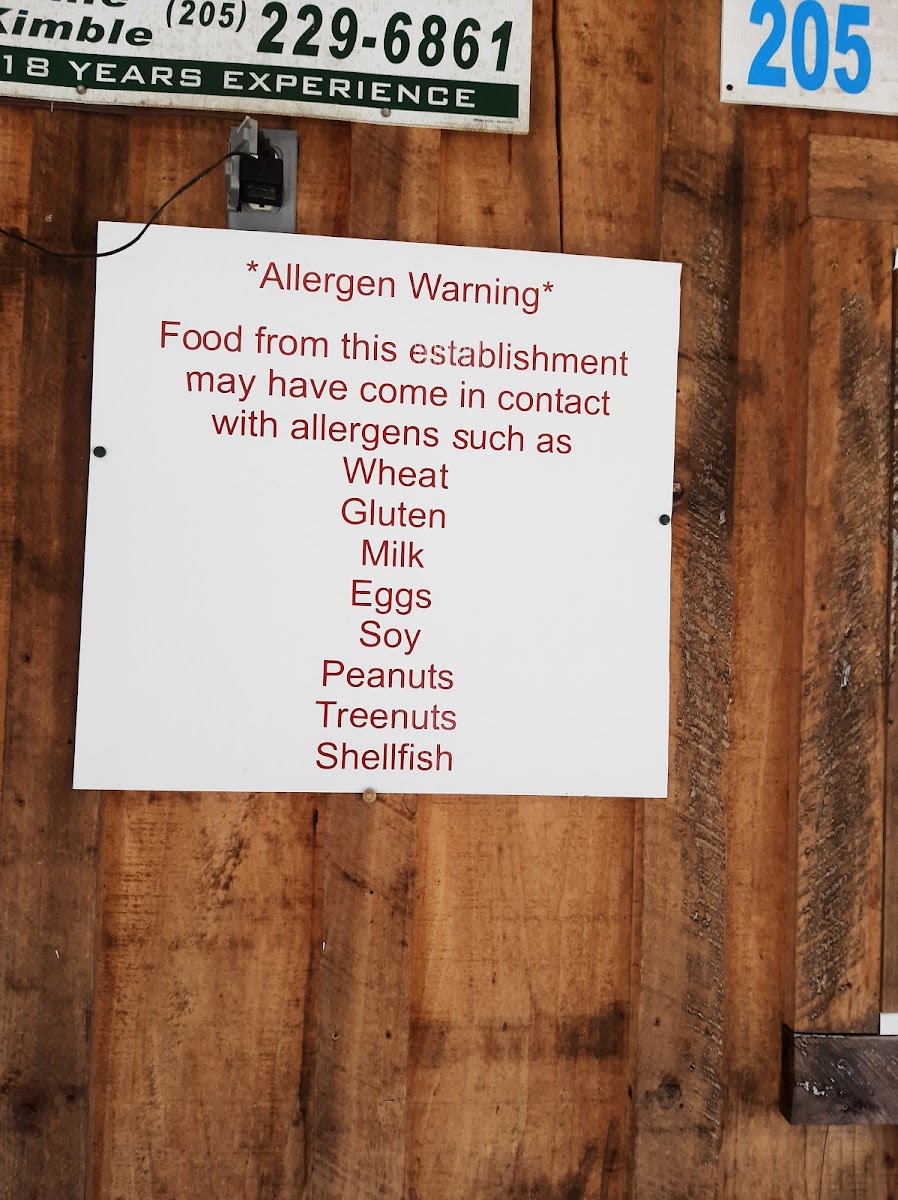 Kimble (205) 229-6861
18 YEARS EXPERIENCE
205
*Allergen Warning*
Food from this establishment
may have come in contact
with allergens such as
Wheat
Gluten
Milk
Eggs
Soy
Peanuts
Treenuts
Shellfish